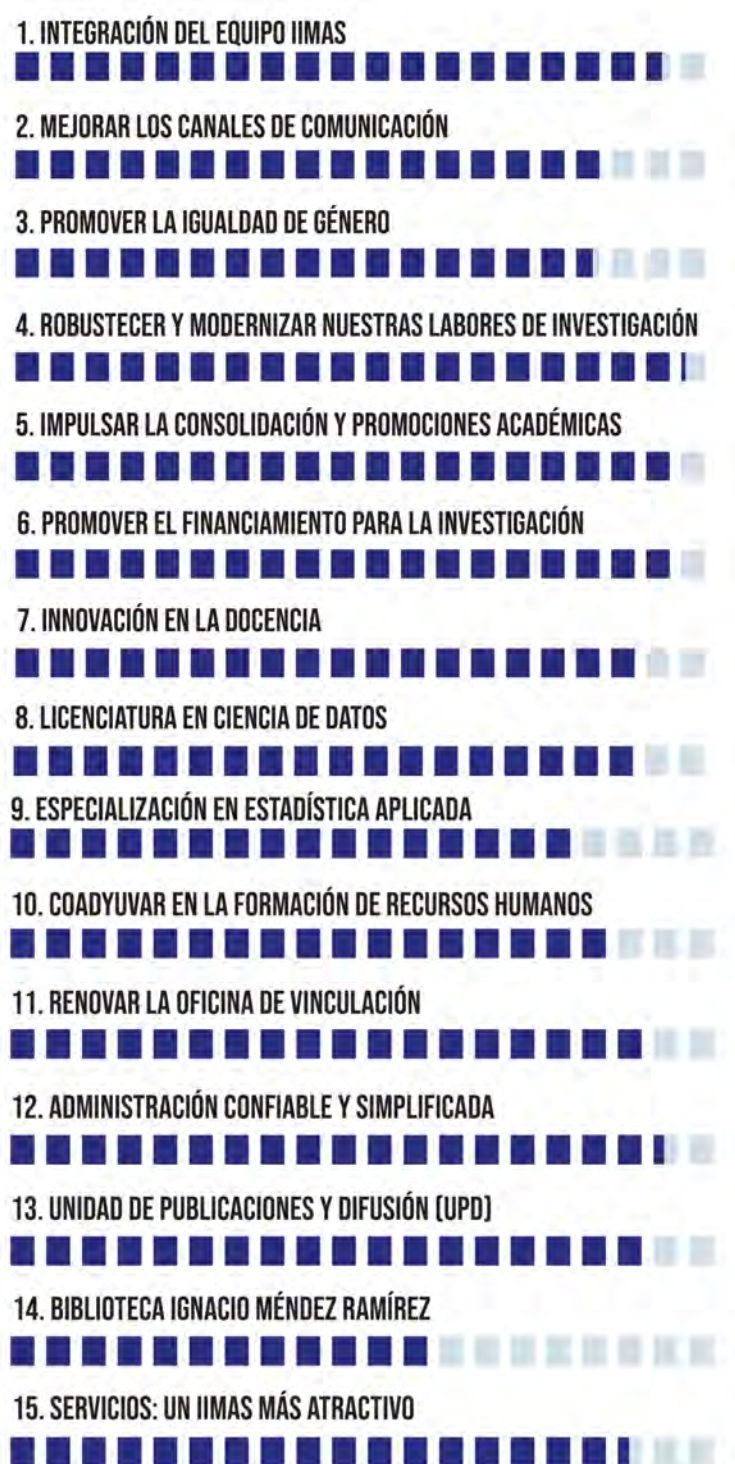 1. INTEGRACIÓN DEL EQUIPO IIMAS
2. MEJORAR LOS CANALES DE COMUNICACIÓN
3. PROMOVER LA IGUALDAD DE GÉNERO
4. ROBUSTECER Y MODERNIZAR NUESTRAS LABORES DE INVESTIGACIÓN
5. IMPULSAR LA CONSOLIDACIÓN Y PROMOCIONES ACADÉMICAS
6. PROMOVER EL FINANCIAMIENTO PARA LA INVESTIGACIÓN
7. INNOVACIÓN EN LA DOCENCIA
8. LICENCIATURA EN CIENCIA DE DATOS
9. ESPECIALIZACIÓN EN ESTADÍSTICA APLICADA
10. COADYUVAR EN LA FORMACIÓN DE RECURSOS HUMANOS
11. RENOVAR LA OFICINA DE VINCULACIÓN
12. ADMINISTRACIÓN CONFIABLE Y SIMPLIFICADA
13. UNIDAD DE PUBLICACIONES Y DIFUSIÓN (UPD)
14. BIBLIOTECA IGNACIO MÉNDEZ RAMÍREZ
15. SERVICIOS: UN IIMAS MÁS ATRACTIVO